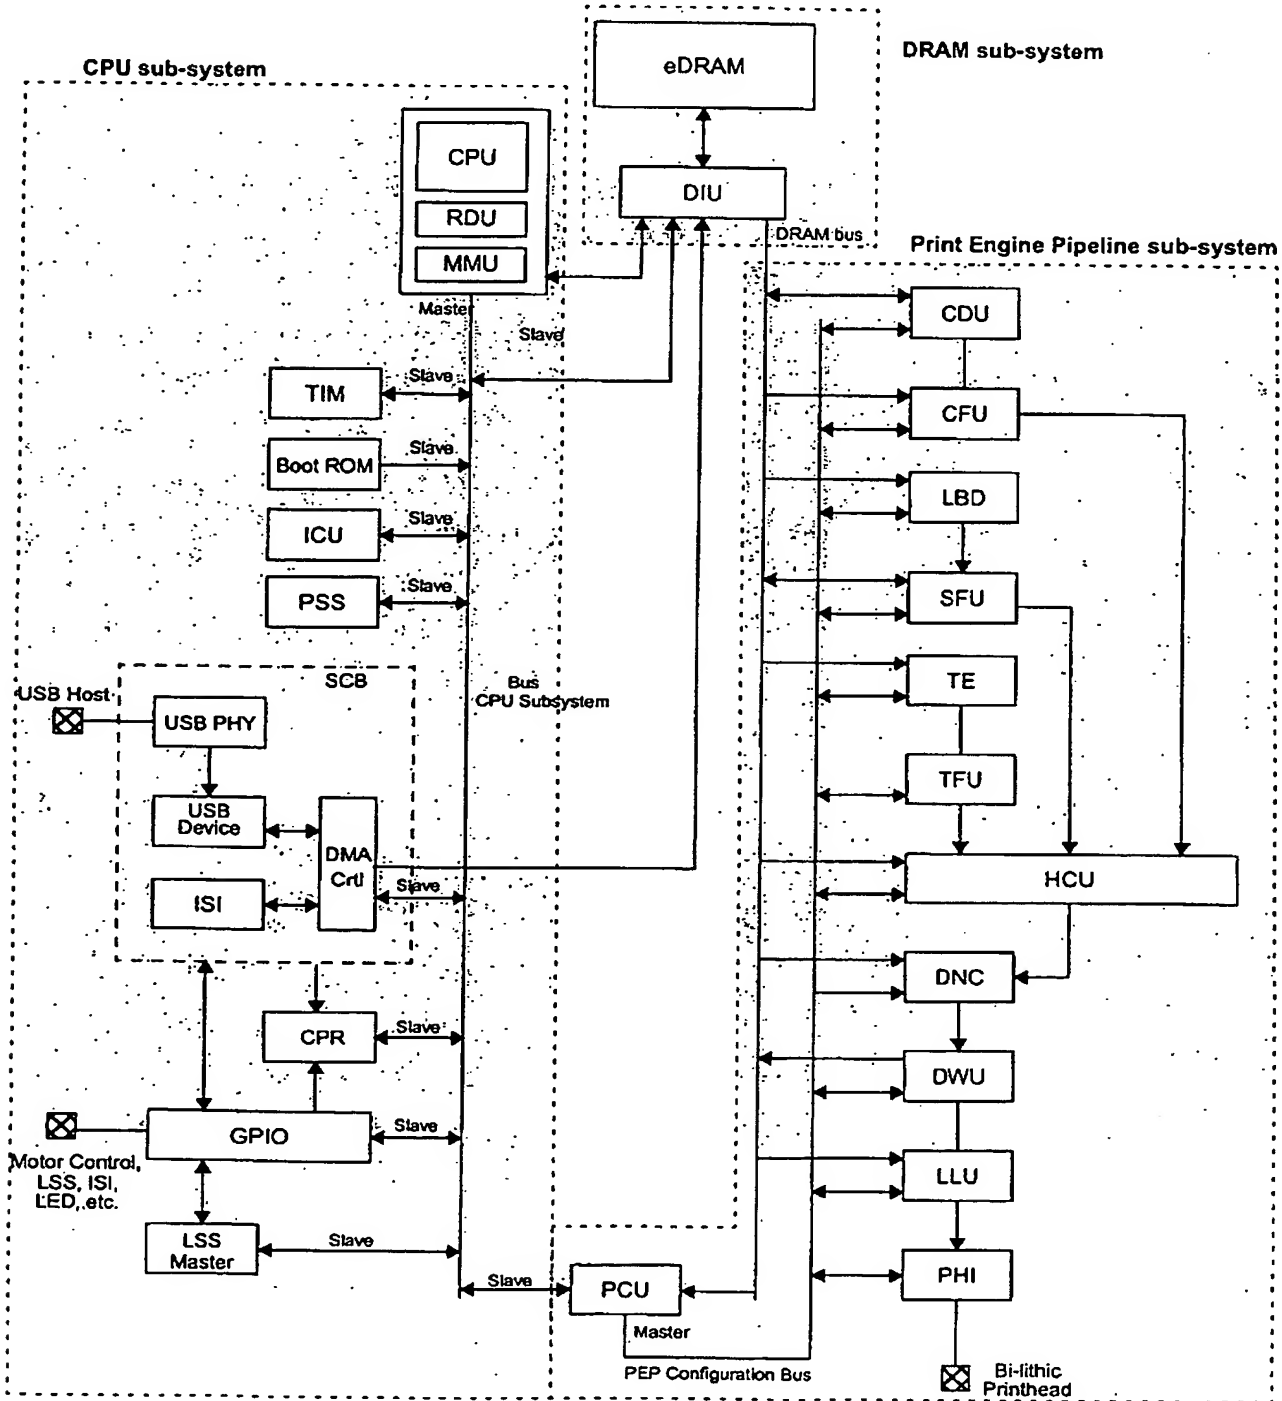 CPU sub-system
eDRAM
DRAM sub-system
CPU
RDU
MMU
Master
DIU
DRAM bus
Print Engine Pipeline sub-system
Slave
TIM
Slave
Boot ROM
Slave
ICU
Slave
PSS
Slave
CDU
CFU
LBD
SFU
TE
TFU
HCU
DNC
DWU
LLU
PHI
Bi-lithic
Printhead
SCB
USB Host
USB PHY
USB
Device
ISI
DMA
Crtl
Slave
Bus
CPU Subsystem
CPR
Slave
GPIO
Slave
Motor Control,
LSS, ISI,
LED, etc.
LSS
Master
Slave
Slave
PCU
Master
PEP Configuration Bus